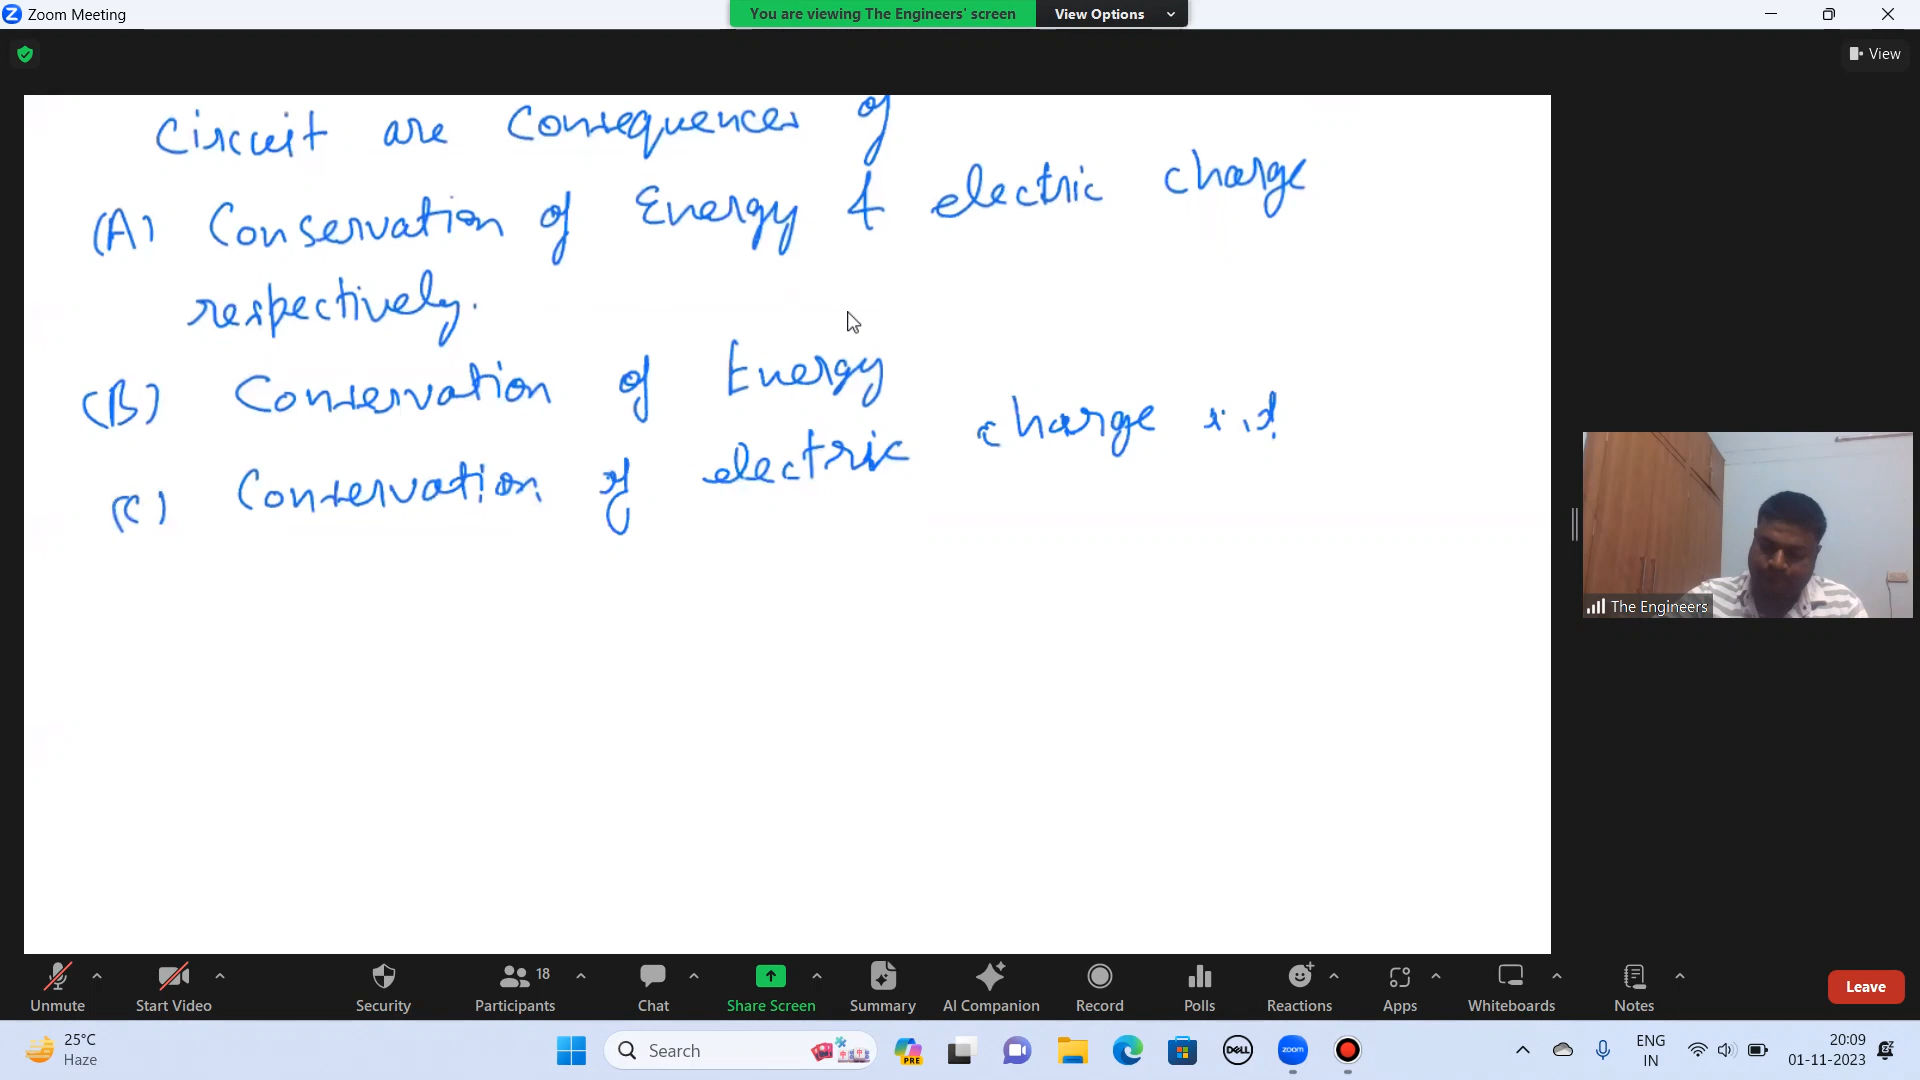 Zoom Meeting
You are viewing The Engineers' screen
View Options
View
Circuit are Consequences of
(A) Conservation of Energy & electric charge
respectively.
(B) Conservation of Energy
(C) Conservation of electric charge
The Engineers
Unmute
Start Video
Security
Participants 18
Chat
Share Screen
Summary
AI Companion
Record
Polls
Reactions
Apps
Whiteboards
Notes
Leave
25°C
Haze
Search
PRE
DELL
zoom
ENG
IN
20:09
01-11-2023